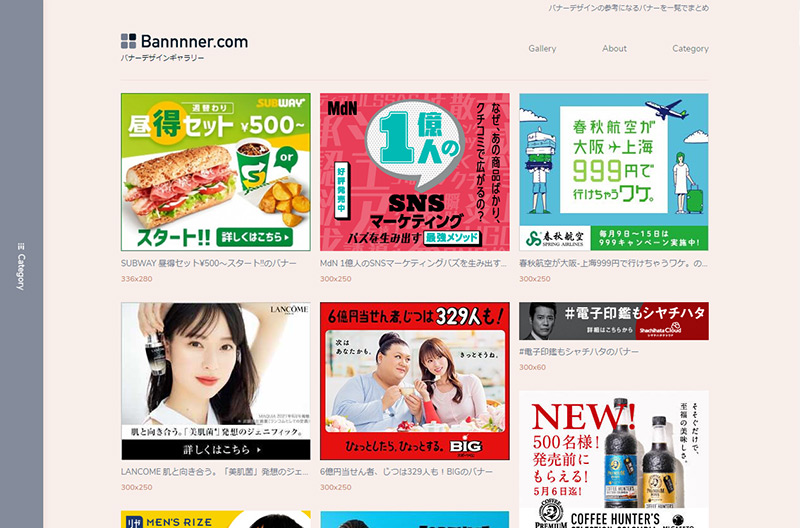 バナーデザインの参考になるバナーを一覧でまとめ
Bannnner.com
バナーデザインギャラリー
Gallery
About
Category
Category
週替わり
SUBWAY
昼得セット ¥500～
or
スタート!!
詳しくはこちら
SUBWAY 昼得セット¥500～スタート!!のバナー
336x280
MdN
なぜ、あの商品ばかり、
クチコミで広がるの?
1億人の
好評発売中
SNS
マーケティング
バズを生み出す 最強メソッド
MdN 1億人のSNSマーケティングバズを生み出す...
300x250
春秋航空が
大阪 上海
999円で
行けちゃうワケ。
春秋航空
SPRING AIRLINES
毎月9日～15日は
999キャンペーン実施中!
春秋航空が大阪-上海999円で行けちゃうワケ。の...
300x250
LANCÔME
肌と向き合う。「美肌菌」発想のジェニフィック。
詳しくはこちら
LANCOME 肌と向き合う。「美肌菌」発想のジェ...
300x250
6億円当せん者、じつは329人も!
次は
あなたかも。
きっとそうね。
ひょっとしたら、ひょっとする。 BIG
6億円当せん者、じつは329人も!BIGのバナー
300x250
#電子印鑑もシヤチハタ
詳細はこちらから
Shachihata Cloud
#電子印鑑もシヤチハタのバナー
300x60
NEW!
500名様!
発売前に
もらえる!
5月6日迄!
そそぐだけで、
至福の美味しさ。
PREMIUM
COFFEE HUNTER'S
リゼ MEN'S RIZE